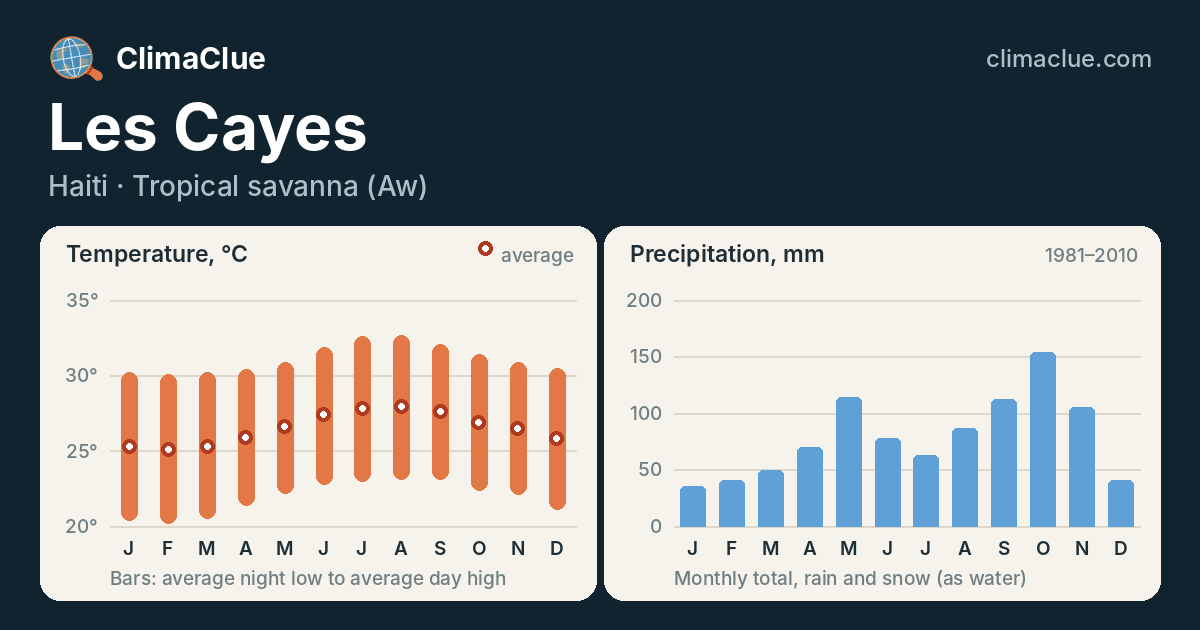 ClimaClue
climaclue.com
Les Cayes
Haiti · Tropical savanna (Aw)
Temperature, °C
average
35°
30°
25°
20°
J F M A M J J A S O N D
Bars: average night low to average day high
Precipitation, mm
1981–2010
200
150
100
50
0
J F M A M J J A S O N D
Monthly total, rain and snow (as water)